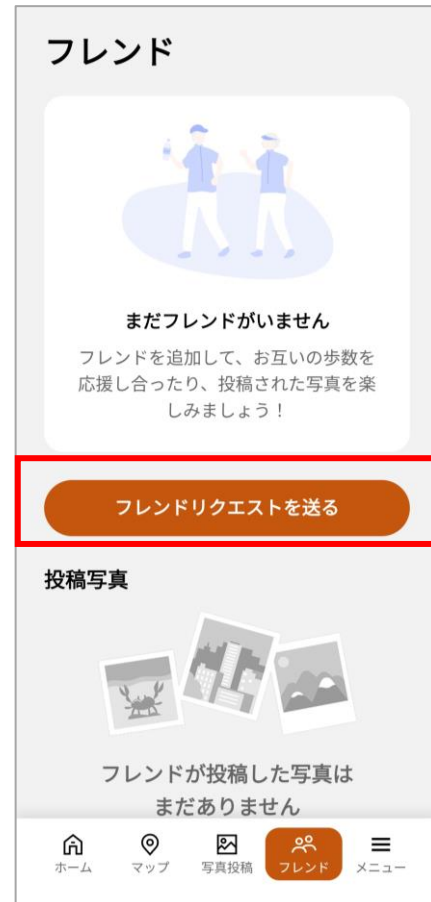 フレンド
まだフレンドがいません
フレンドを追加して、お互いの歩数を
応援し合ったり、投稿された写真を楽
しみましょう！
フレンドリクエストを送る
投稿写真
フレンドが投稿した写真は
まだありません
ホーム
マップ
写真投稿
フレンド
メニュー